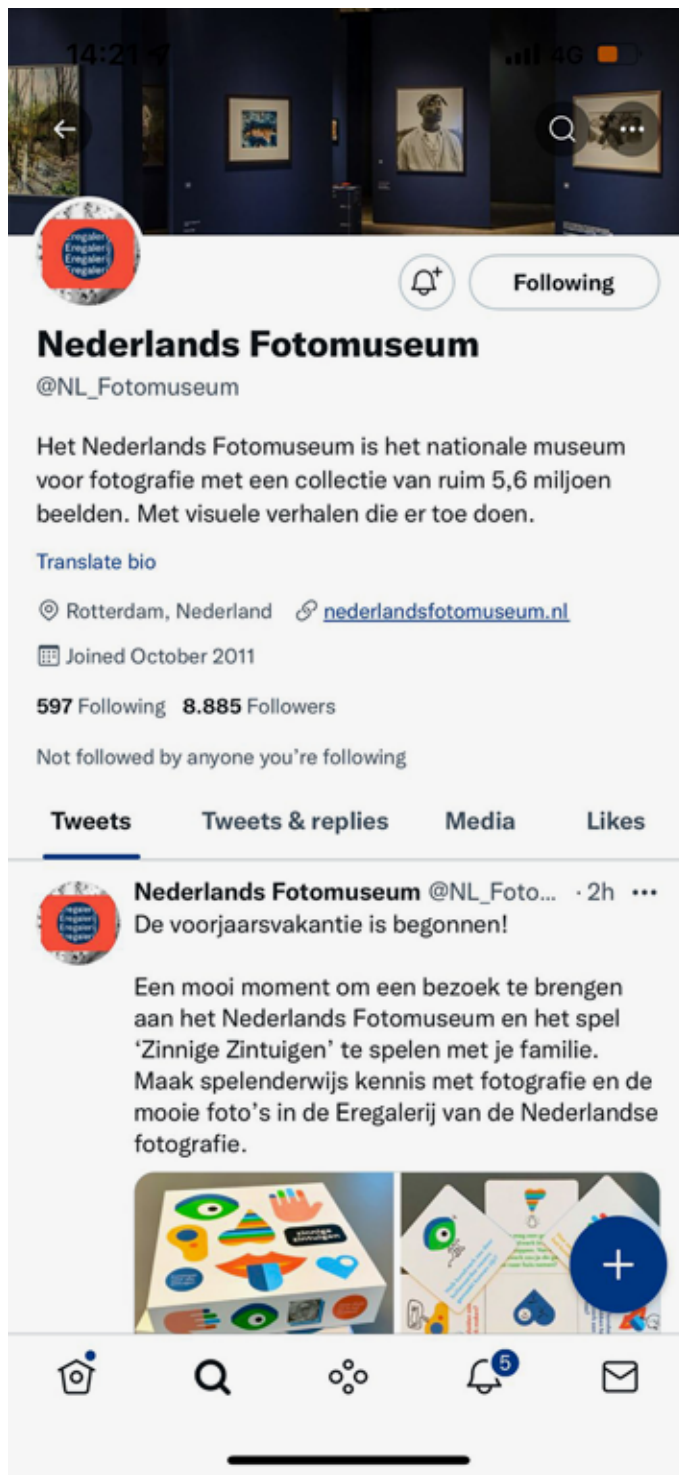 14:21
4G
Eregalerij
Eregalerij
Eregalerij
Eregalerij
Following
Nederlands Fotomuseum
@NL_Fotomuseum
Het Nederlands Fotomuseum is het nationale museum
voor fotografie met een collectie van ruim 5,6 miljoen
beelden. Met visuele verhalen die er toe doen.
Translate bio
Rotterdam, Nederland nederlandsfotomuseum.nl
Joined October 2011
597 Following 8.885 Followers
Not followed by anyone you’re following
Tweets Tweets & replies Media Likes
Nederlands Fotomuseum @NL_Foto... · 2h
De voorjaarsvakantie is begonnen!
Een mooi moment om een bezoek te brengen
aan het Nederlands Fotomuseum en het spel
‘Zinnige Zintuigen’ te spelen met je familie.
Maak spelenderwijs kennis met fotografie en de
mooie foto’s in de Eregalerij van de Nederlandse
fotografie.
zinnige
zintuigen
5